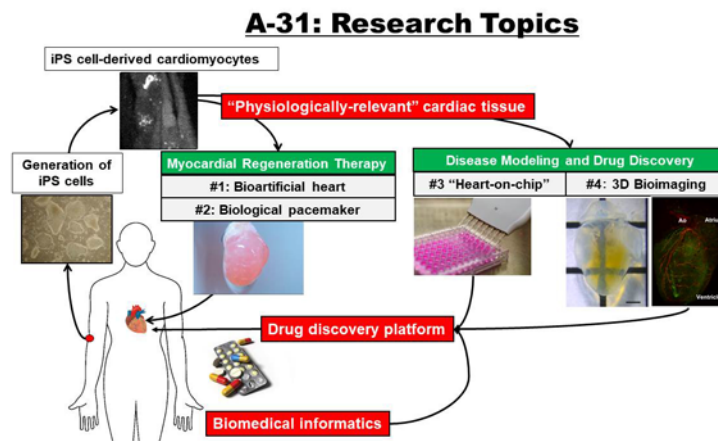 A-31: Research Topics
iPS cell-derived cardiomyocytes
“Physiologically-relevant” cardiac tissue
Generation of
iPS cells
Myocardial Regeneration Therapy
#1: Bioartificial heart
#2: Biological pacemaker
Disease Modeling and Drug Discovery
#3 “Heart-on-chip”
#4: 3D Bioimaging
Ao
Atri
Ventric
Drug discovery platform
Biomedical informatics